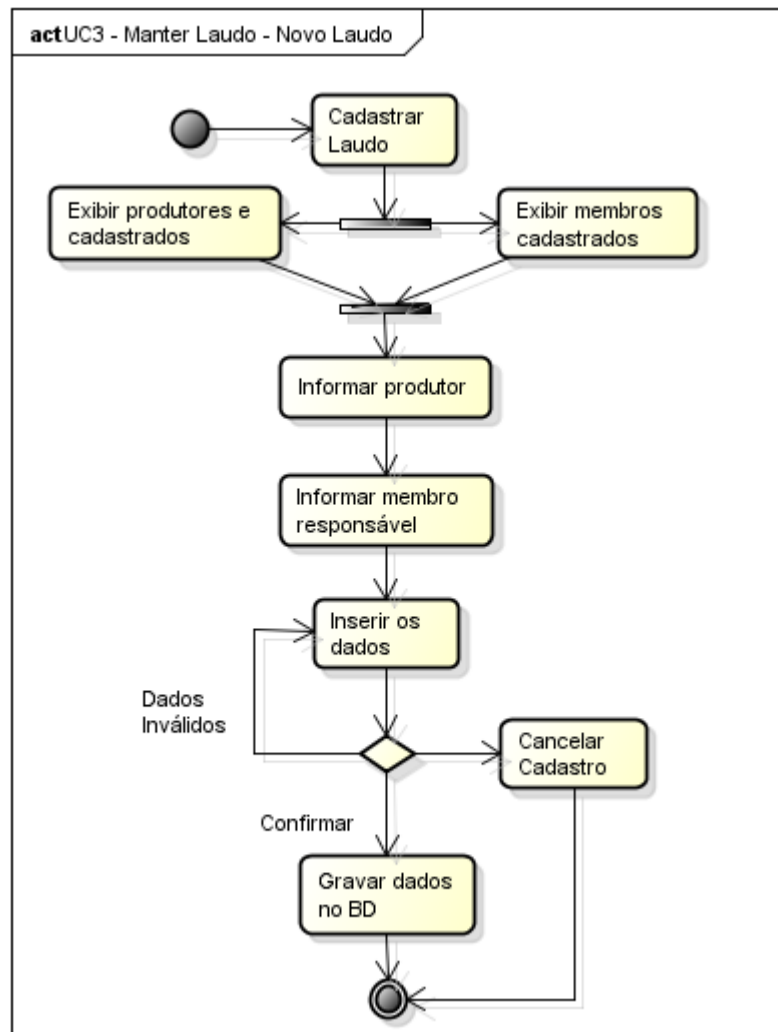 act UC3 - Manter Laudo - Novo Laudo
Cadastrar
Laudo
Exibir produtores e
cadastrados
Exibir membros
cadastrados
Informar produtor
Informar membro
responsável
Inserir os
dados
Dados
Inválidos
Cancelar
Cadastro
Confirmar
Gravar dados
no BD